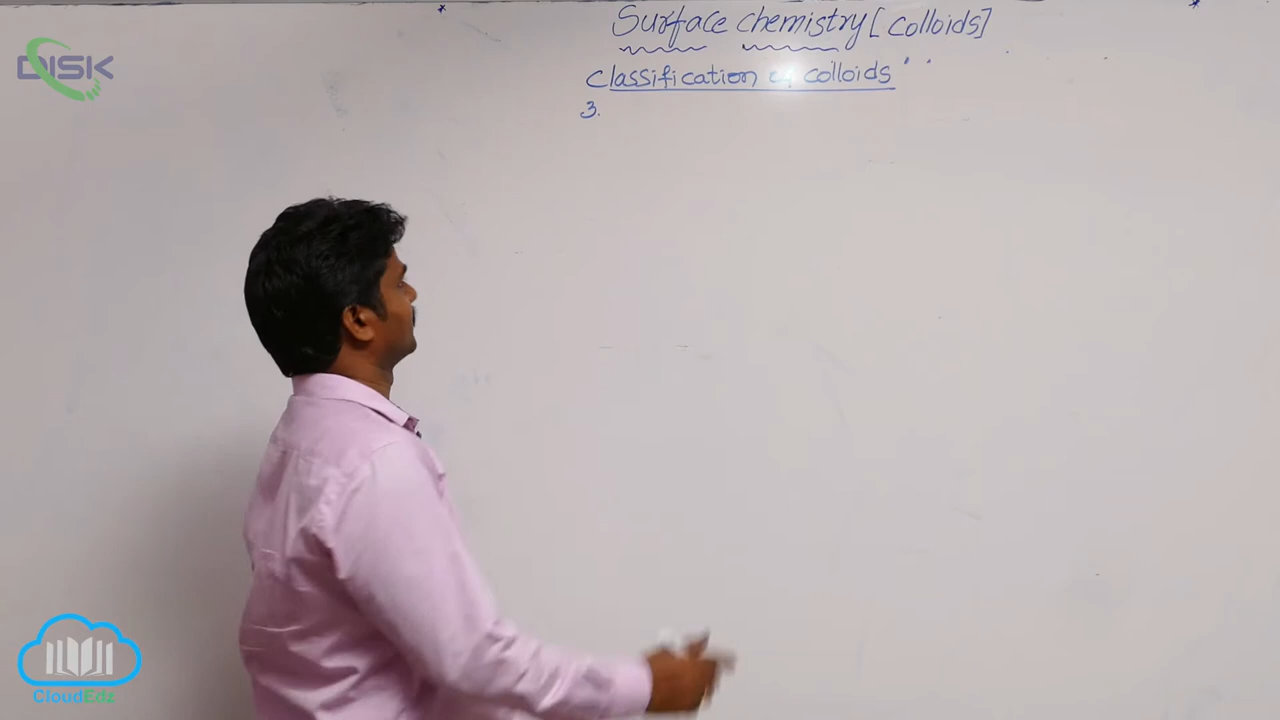 Surface chemistry [colloids]
classification of colloids
3.
DISK
CloudEdz